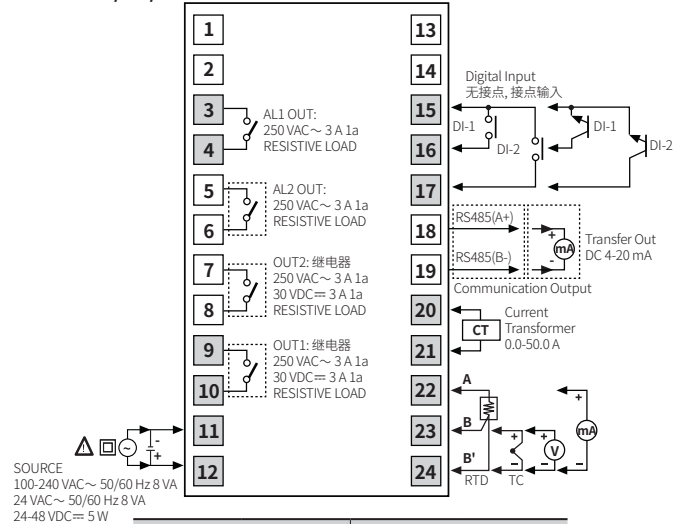 1
2
3
4
AL1 OUT:
250 VAC～ 3 A 1a
RESISTIVE LOAD
5
6
AL2 OUT:
250 VAC～ 3 A 1a
RESISTIVE LOAD
7
8
OUT2: 继电器
250 VAC～ 3 A 1a
30 VDC⎓ 3 A 1a
RESISTIVE LOAD
9
10
OUT1: 继电器
250 VAC～ 3 A 1a
30 VDC⎓ 3 A 1a
RESISTIVE LOAD
11
12
~
-
+
SOURCE
100-240 VAC～ 50/60 Hz 8 VA
24 VAC～ 50/60 Hz 8 VA
24-48 VDC⎓ 5 W
13
14
15
16
17
Digital Input
无接点, 接点输入
DI-1
DI-2
DI-1
DI-2
18
19
RS485(A+)
RS485(B-)
+
-
mA
Transfer Out
DC 4-20 mA
Communication Output
20
21
CT
Current
Transformer
0.0-50.0 A
22
23
24
A
B
B'
RTD
+
−
TC
+
−
V
+
−
mA